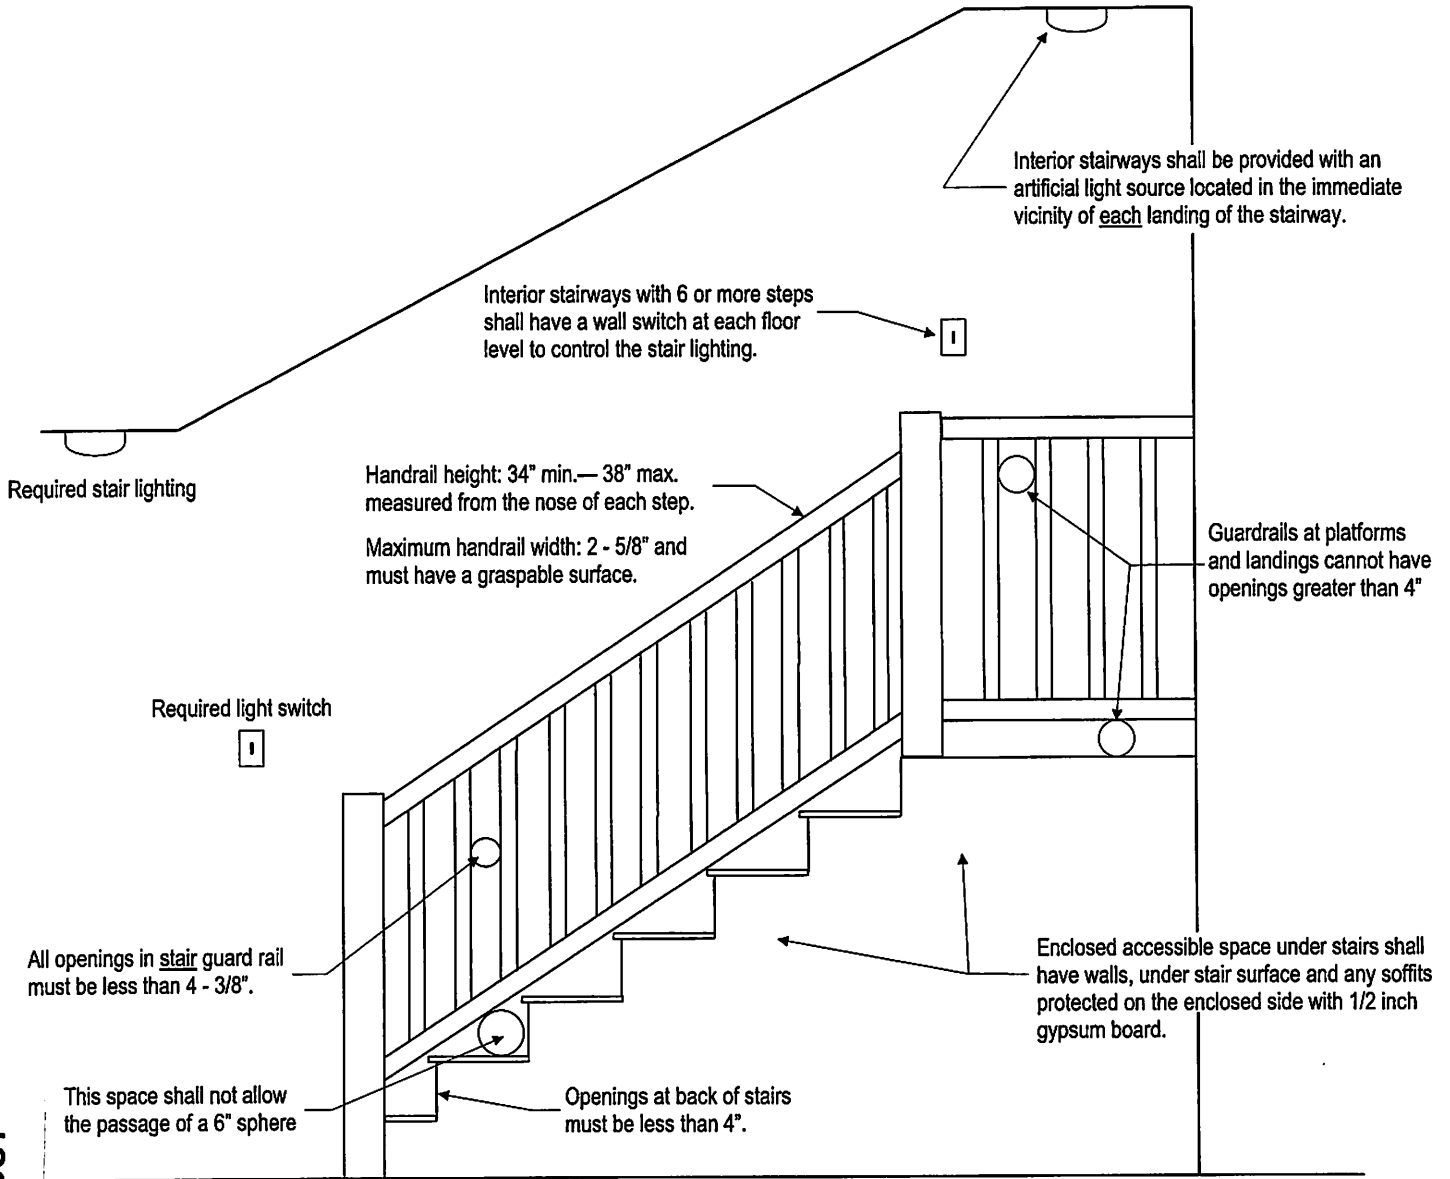 Interior stairways shall be provided with an
artificial light source located in the immediate
vicinity of each landing of the stairway.
Interior stairways with 6 or more steps
shall have a wall switch at each floor
level to control the stair lighting.
Required stair lighting
Handrail height: 34" min.— 38" max.
measured from the nose of each step.
Maximum handrail width: 2 - 5/8" and
must have a graspable surface.
Guardrails at platforms
and landings cannot have
openings greater than 4"
Required light switch
All openings in stair guard rail
must be less than 4 - 3/8".
Enclosed accessible space under stairs shall
have walls, under stair surface and any soffits
protected on the enclosed side with 1/2 inch
gypsum board.
This space shall not allow
the passage of a 6" sphere
Openings at back of stairs
must be less than 4".